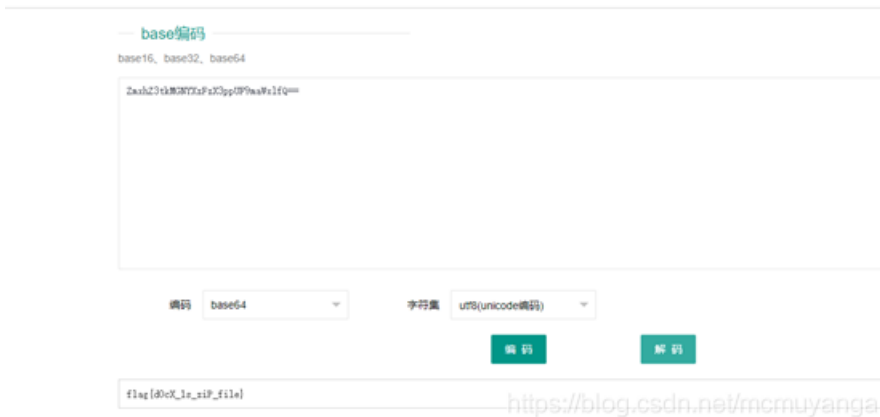 base编码
base16、base32、base64
ZmxhZ3tkMGNYXzFzX3ppUF9maWxlfQ==
编码 base64 字符集 utf8(unicode编码)
编 码 解 码
flag{d0cX_1s_ziP_file}
https://blog.csdn.net/mcmuyanga